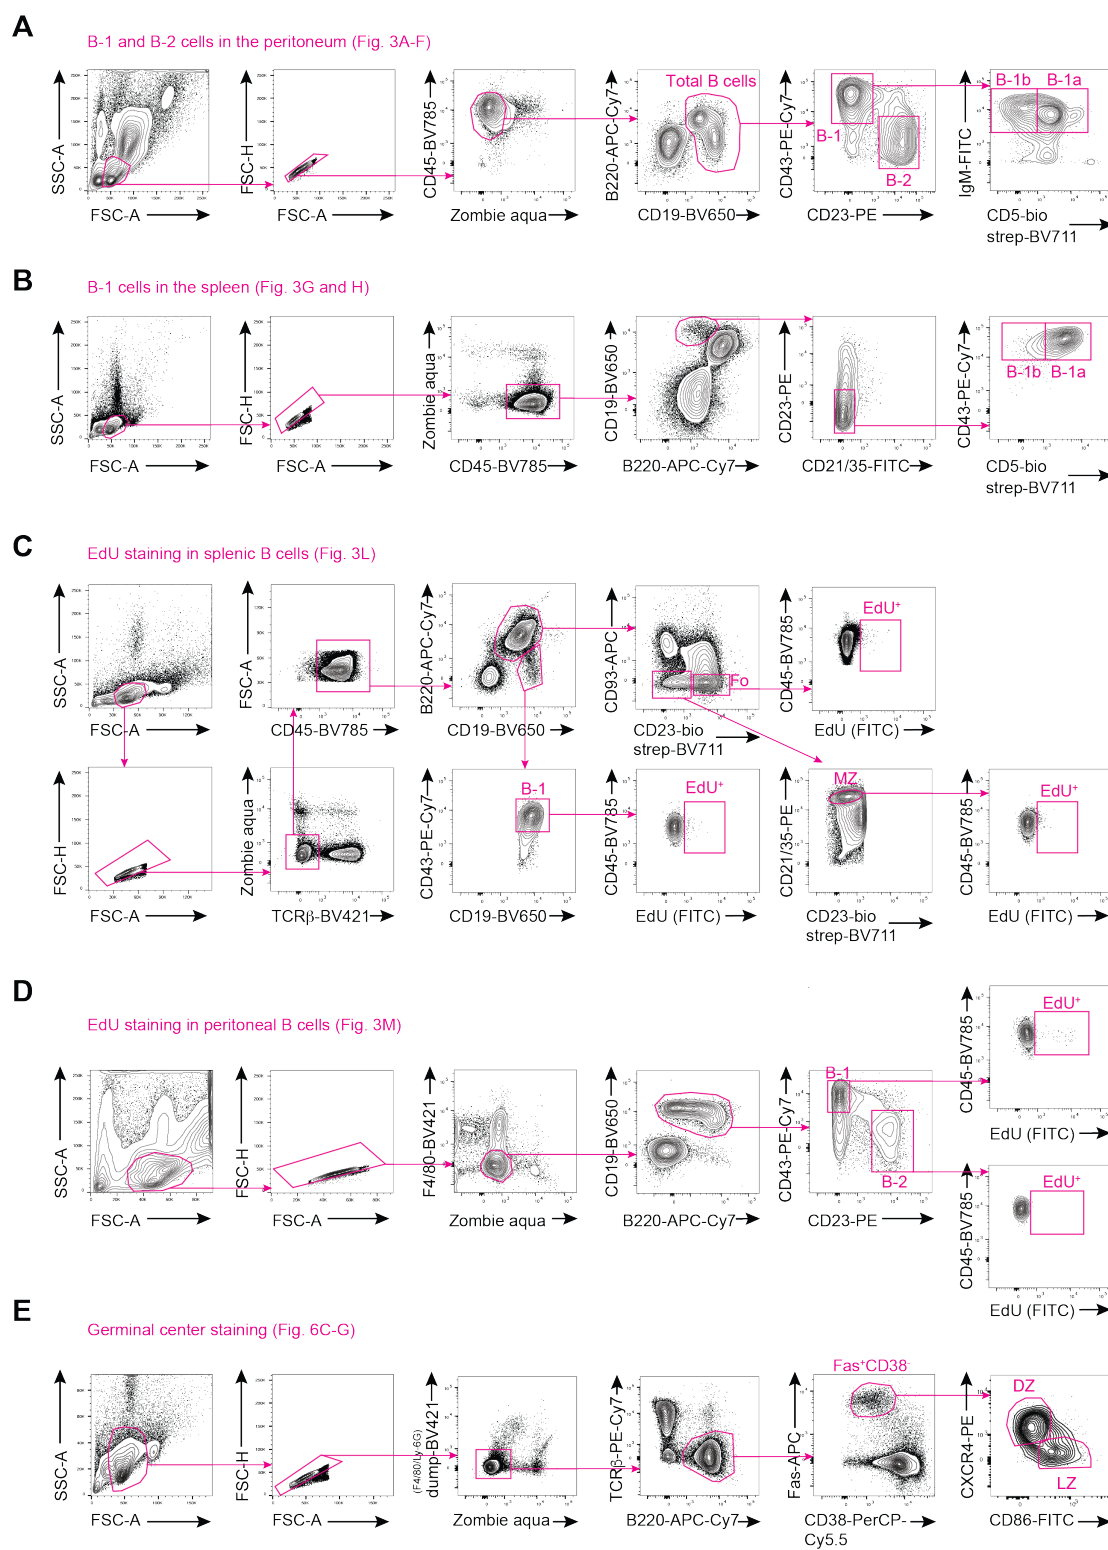 A
B-1 and B-2 cells in the peritoneum (Fig. 3A-F)
SSC-A
FSC-A
FSC-H
FSC-A
CD45-BV785
Zombie aqua
Total B cells
B220-APC-Cy7
CD19-BV650
B-1
B-2
CD43-PE-Cy7
CD23-PE
B-1b
B-1a
IgM-FITC
CD5-bio
strep-BV711
B
B-1 cells in the spleen (Fig. 3G and H)
SSC-A
FSC-A
FSC-H
FSC-A
Zombie aqua
CD45-BV785
CD19-BV650
B220-APC-Cy7
CD23-PE
CD21/35-FITC
B-1b
B-1a
CD43-PE-Cy7
CD5-bio
strep-BV711
C
EdU staining in splenic B cells (Fig. 3L)
SSC-A
FSC-A
FSC-A
CD45-BV785
B220-APC-Cy7
CD19-BV650
CD93-APC
Fo
CD23-bio
strep-BV711
EdU⁺
CD45-BV785
EdU (FITC)
FSC-H
FSC-A
Zombie aqua
TCRβ-BV421
B-1
CD43-PE-Cy7
CD19-BV650
EdU⁺
CD45-BV785
EdU (FITC)
MZ
CD21/35-PE
CD23-bio
strep-BV711
EdU⁺
CD45-BV785
EdU (FITC)
D
EdU staining in peritoneal B cells (Fig. 3M)
SSC-A
FSC-A
FSC-H
FSC-A
F4/80-BV421
Zombie aqua
CD19-BV650
B220-APC-Cy7
B-1
B-2
CD43-PE-Cy7
CD23-PE
EdU⁺
CD45-BV785
EdU (FITC)
EdU⁺
CD45-BV785
EdU (FITC)
E
Germinal center staining (Fig. 6C-G)
SSC-A
FSC-A
FSC-H
FSC-A
(F4/80/Ly-6G)
dump-BV421
Zombie aqua
TCRβ-PE-Cy7
B220-APC-Cy7
Fas⁺CD38⁻
Fas-APC
CD38-PerCP-
Cy5.5
DZ
LZ
CXCR4-PE
CD86-FITC